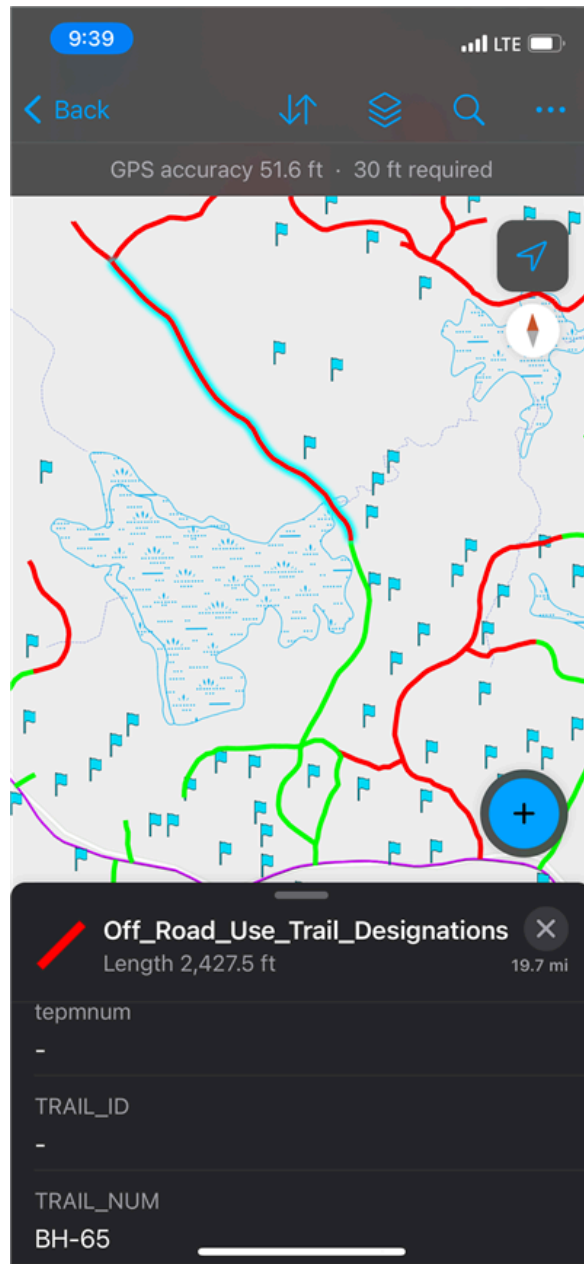 9:39
LTE
Back
GPS accuracy 51.6 ft · 30 ft required
Off_Road_Use_Trail_Designations
Length 2,427.5 ft
19.7 mi
tepmnum
-
TRAIL_ID
-
TRAIL_NUM
BH-65